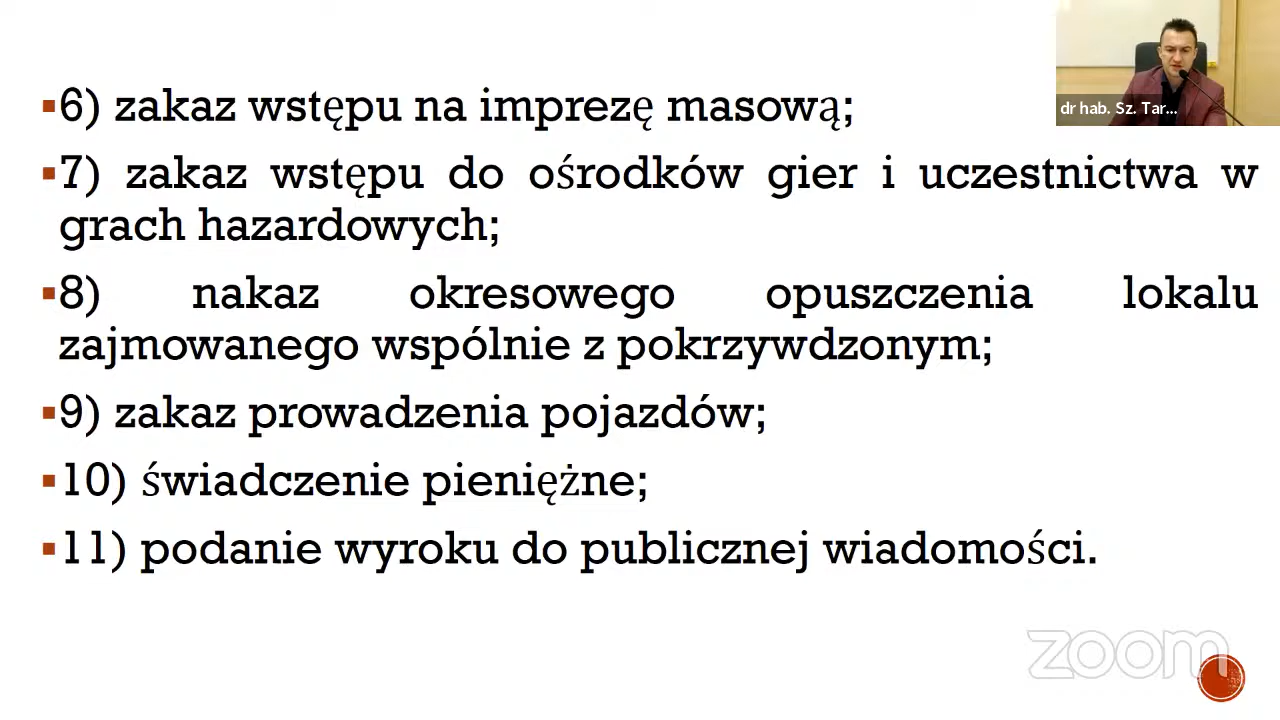 6) zakaz wstępu na imprezę masową;
7) zakaz wstępu do ośrodków gier i uczestnictwa w
grach hazardowych;
8) nakaz okresowego opuszczenia lokalu
zajmowanego wspólnie z pokrzywdzonym;
9) zakaz prowadzenia pojazdów;
10) świadczenie pieniężne;
11) podanie wyroku do publicznej wiadomości.
dr hab. Sz. Tar...
zoom